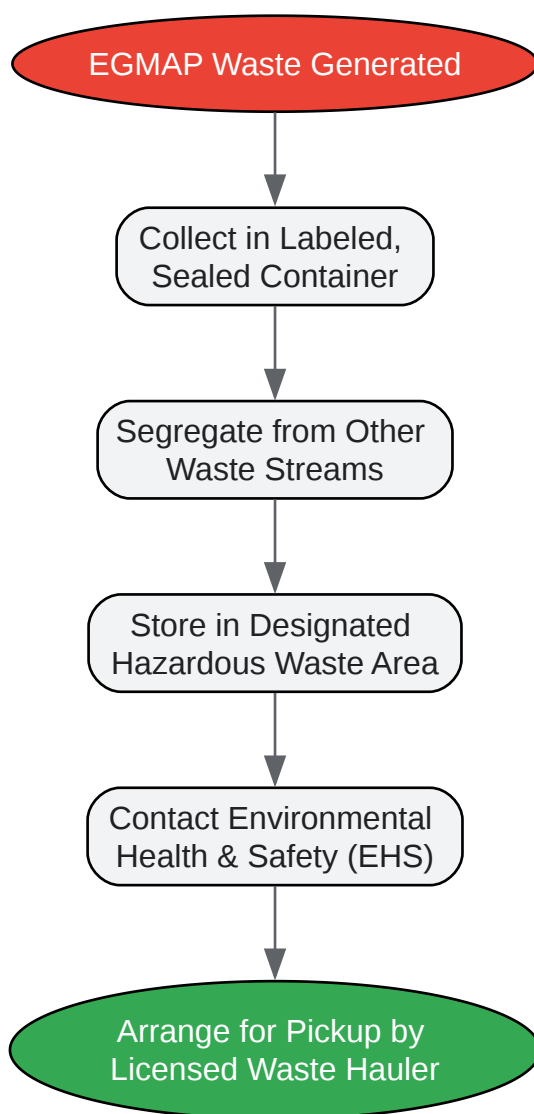 EGMAP Waste Generated
Collect in Labeled,
Sealed Container
Segregate from Other
Waste Streams
Store in Designated
Hazardous Waste Area
Contact Environmental
Health & Safety (EHS)
Arrange for Pickup by
Licensed Waste Hauler